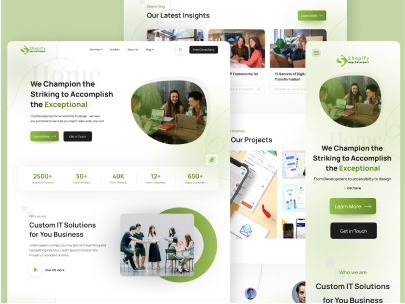 Shopify
Services
Portfolio
About Us
Blog
Free Consultation
Home
We Champion the
Striking to Accomplish
the Exceptional
Learn More
Get In Touch
2500+
50+
40K
12+
650+
Who we are
Custom IT Solutions
for You Business
How We Work
Recent Blog
Our Latest Insights
Learn More
IT Frameworks for
10 Secrets of Digital
Transformation
Our Projects
Shopify
We Champion the
Striking to Accomplish
the Exceptional
From Development to accessibility to design
- we have
Learn More
Get in Touch
Who we are
Custom IT Solutions
for You Business